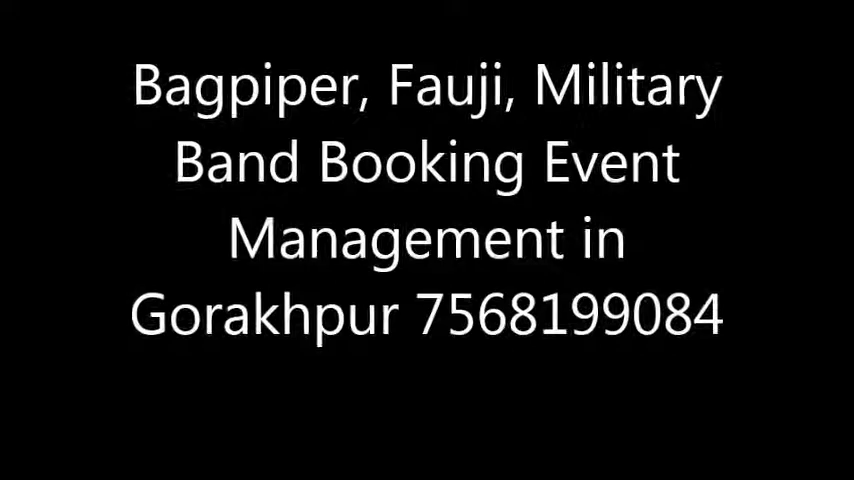 Bagpiper, Fauji, Military
Band Booking Event
Management in
Gorakhpur 7568199084